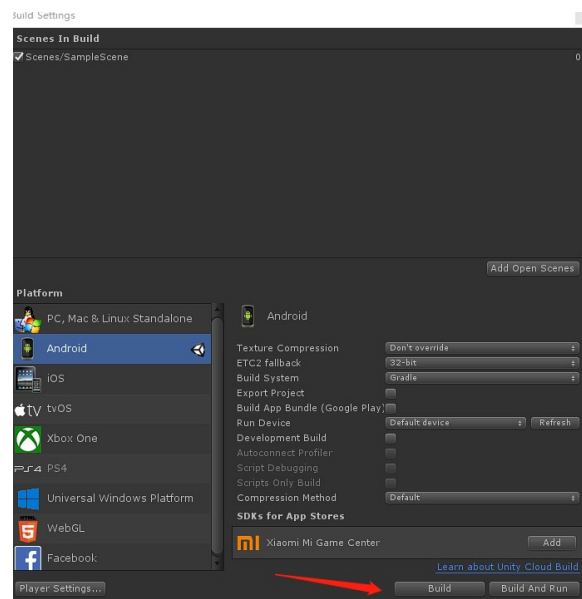 Build Settings
Scenes In Build
Scenes/SampleScene 0
Add Open Scenes
Platform
PC, Mac & Linux Standalone
Android
iOS
tv tvOS
Xbox One
PS4 PS4
Universal Windows Platform
WebGL
Facebook
Android
Texture Compression Don't override
ETC2 fallback 32-bit
Build System Gradle
Export Project
Build App Bundle (Google Play)
Run Device Default device Refresh
Development Build
Autoconnect Profiler
Script Debugging
Scripts Only Build
Compression Method Default
SDKs for App Stores
Xiaomi Mi Game Center Add
Learn about Unity Cloud Build
Player Settings... Build Build And Run